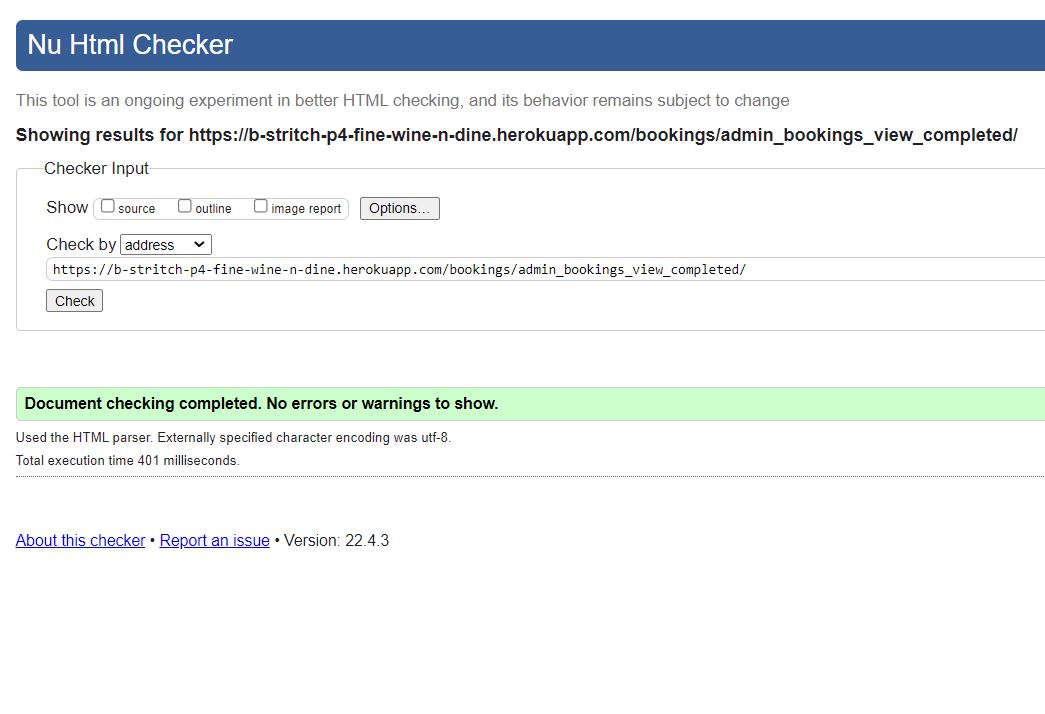 Nu Html Checker
This tool is an ongoing experiment in better HTML checking, and its behavior remains subject to change
Showing results for https://b-stritch-p4-fine-wine-n-dine.herokuapp.com/bookings/admin_bookings_view_completed/
Checker Input
Show source outline image report Options...
Check by address
https://b-stritch-p4-fine-wine-n-dine.herokuapp.com/bookings/admin_bookings_view_completed/
Check
Document checking completed. No errors or warnings to show.
Used the HTML parser. Externally specified character encoding was utf-8.
Total execution time 401 milliseconds.
About this checker • Report an issue • Version: 22.4.3